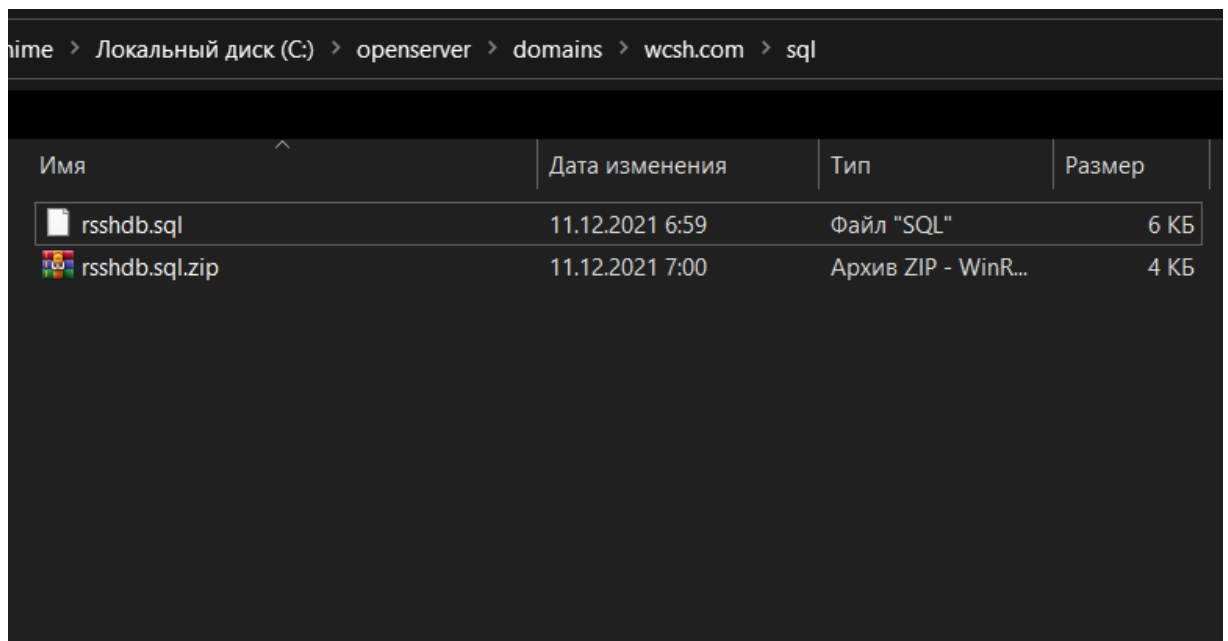 ime > Локальный диск (C:) > openserver > domains > wcsh.com > sql
Имя Дата изменения Тип Размер
rsshdb.sql 11.12.2021 6:59 Файл "SQL" 6 КБ
rsshdb.sql.zip 11.12.2021 7:00 Архив ZIP - WinR... 4 КБ